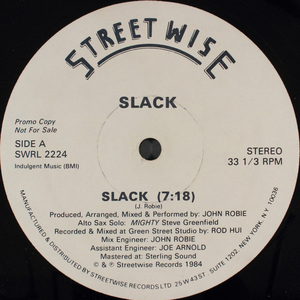 STREETWISE
SLACK
Promo Copy
Not For Sale
SIDE A
SWRL 2224
Indulgent Music (BMI)
STEREO
33 1/3 RPM
SLACK (7:18)
(J. Robie)
Produced, Arranged, Mixed & Performed by: JOHN ROBIE
Alto Sax Solo: MIGHTY Steve Greenfield
Recorded & Mixed at Green Street Studio by: ROD HUI
Mix Engineer: JOHN ROBIE
Assistant Engineer: JOE ARNOLD
Mastered at: Sterling Sound
© & ℗ Streetwise Records 1984
MANUFACTURED & DISTRIBUTED BY STREETWISE RECORDS LTD. 25 W 43 ST., SUITE 1202, NEW YORK, N.Y. 10036